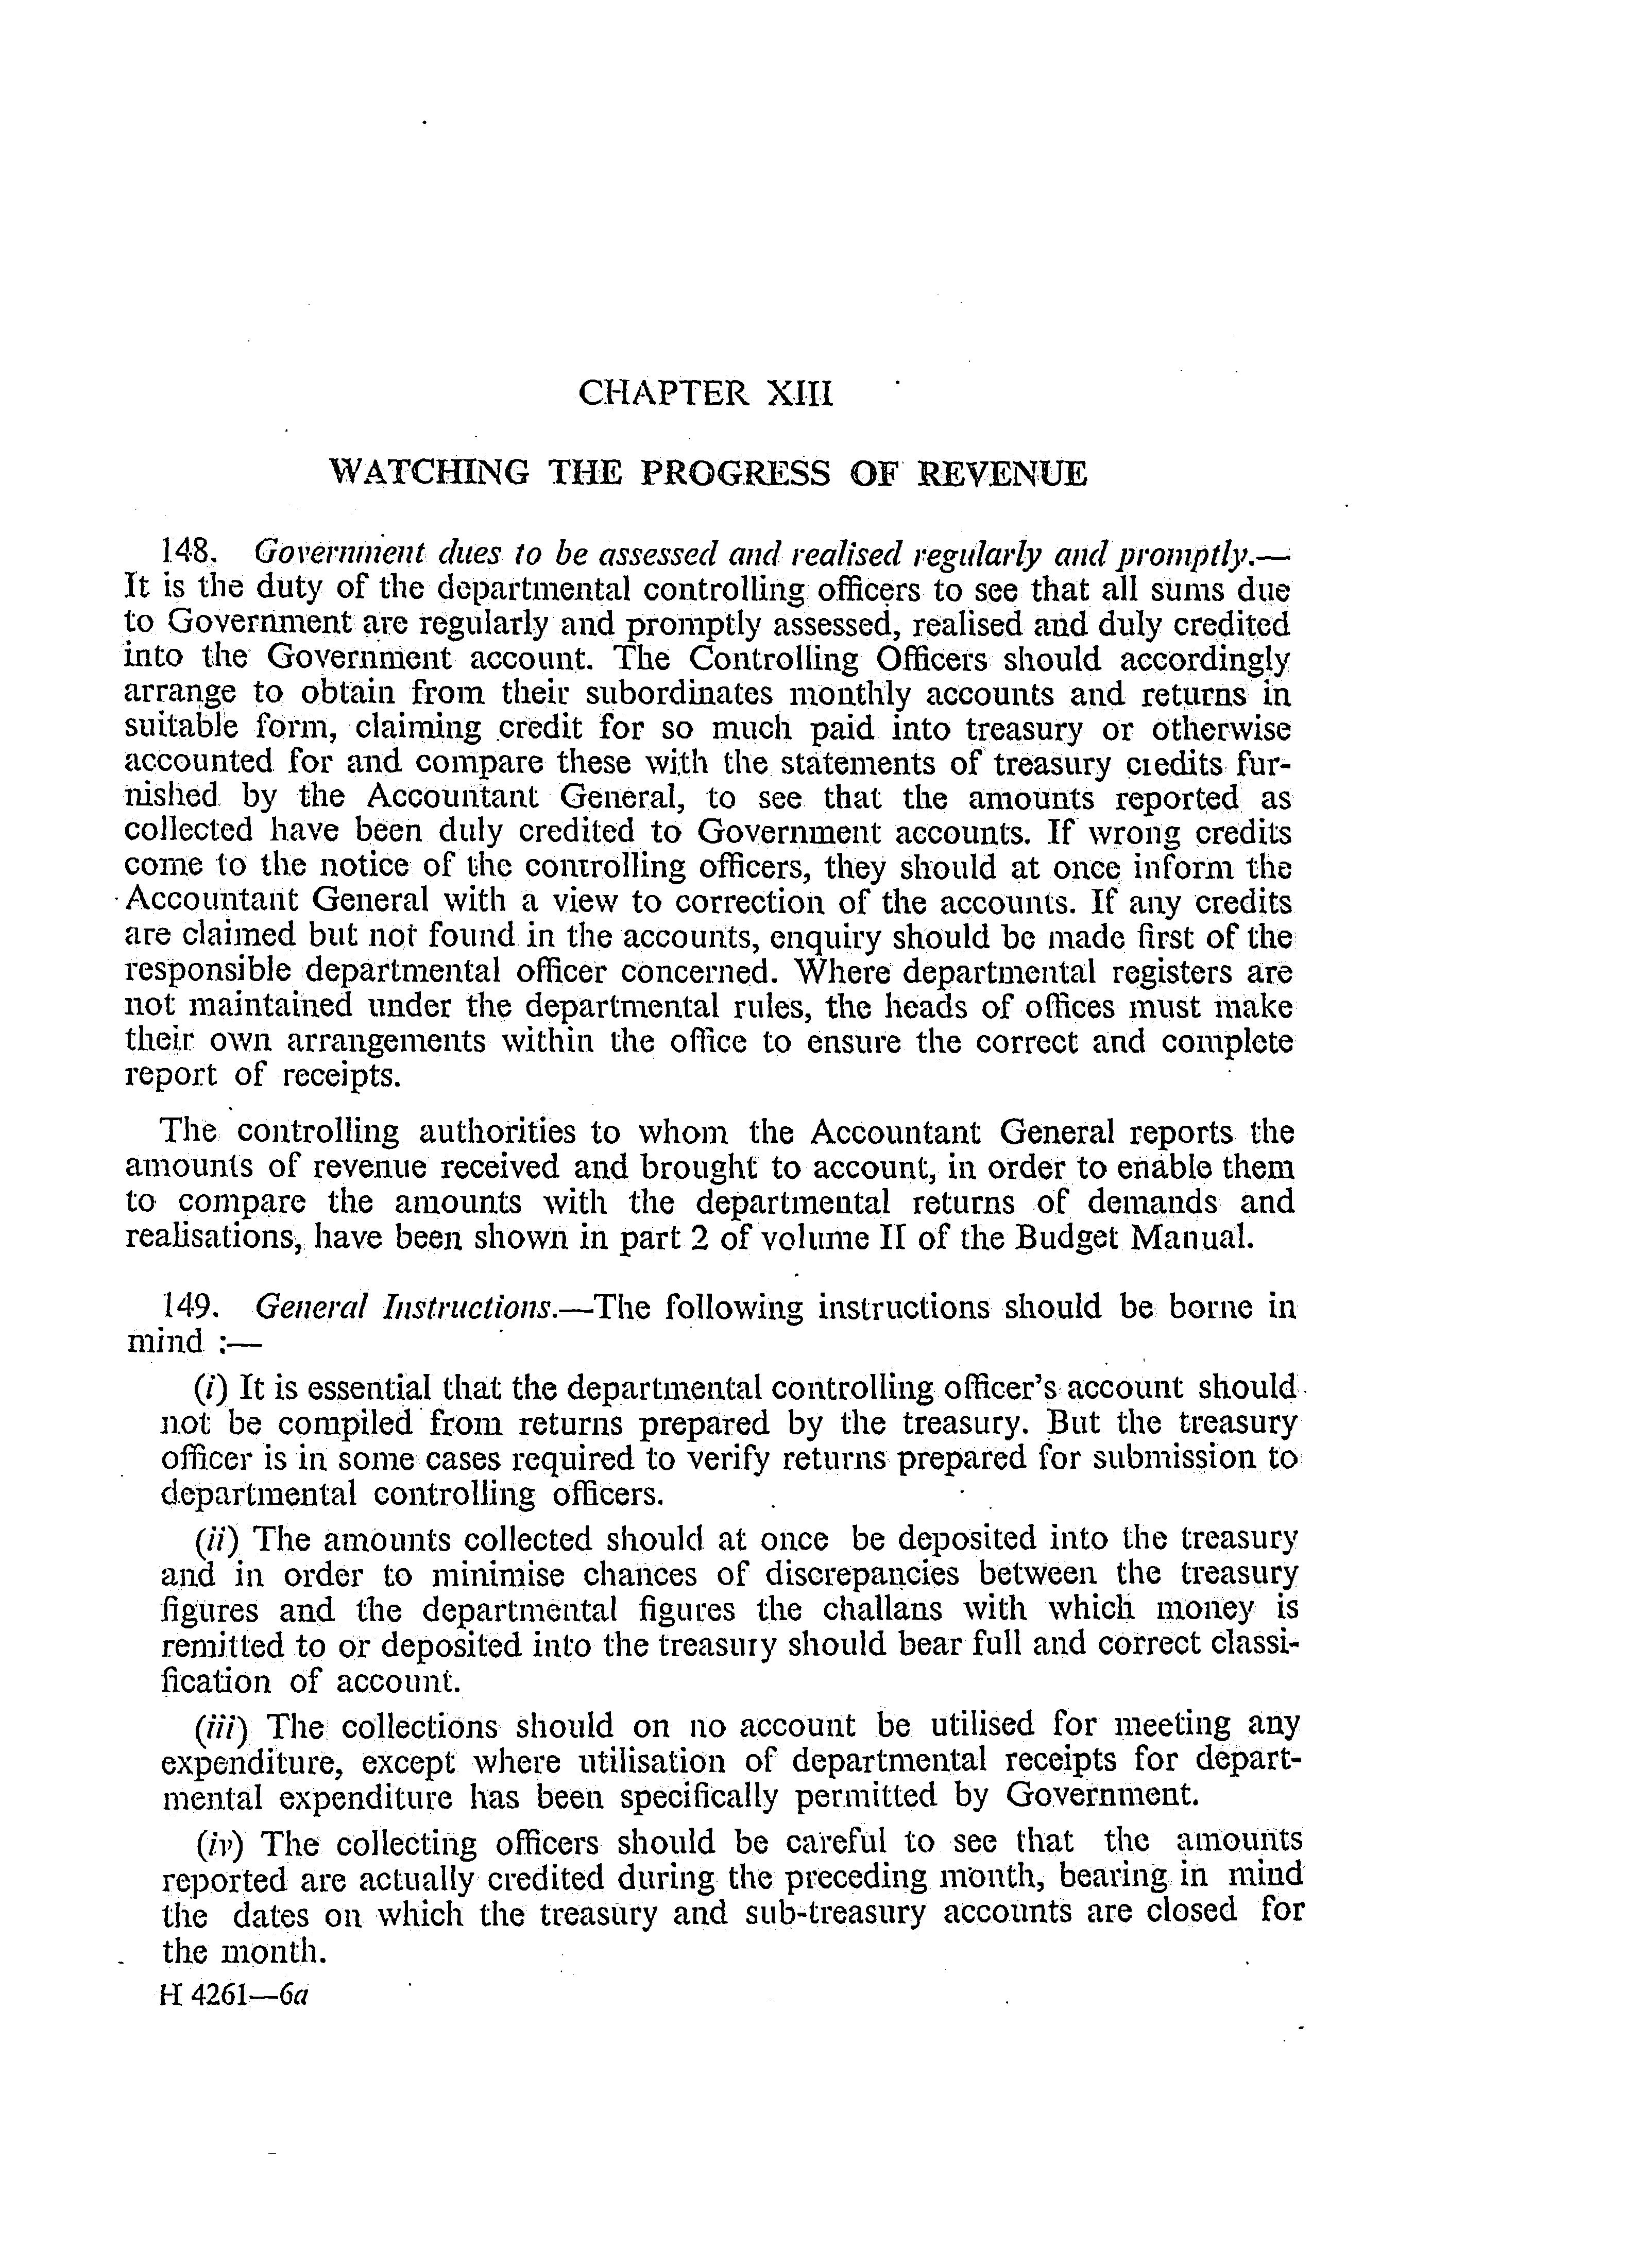 CHAPTER XIII
WATCHING THE PROGRESS OF REVENUE
148. Government dues to be assessed and realised regularly and promptly.—
It is the duty of the departmental controlling officers to see that all sums due
to Government are regularly and promptly assessed, realised and duly credited
into the Government account. The Controlling Officers should accordingly
arrange to obtain from their subordinates monthly accounts and returns in
suitable form, claiming credit for so much paid into treasury or otherwise
accounted for and compare these with the statements of treasury credits fur-
nished by the Accountant General, to see that the amounts reported as
collected have been duly credited to Government accounts. If wrong credits
come to the notice of the controlling officers, they should at once inform the
Accountant General with a view to correction of the accounts. If any credits
are claimed but not found in the accounts, enquiry should be made first of the
responsible departmental officer concerned. Where departmental registers are
not maintained under the departmental rules, the heads of offices must make
their own arrangements within the office to ensure the correct and complete
report of receipts.
The controlling authorities to whom the Accountant General reports the
amounts of revenue received and brought to account, in order to enable them
to compare the amounts with the departmental returns of demands and
realisations, have been shown in part 2 of volume II of the Budget Manual.
149. General Instructions.—The following instructions should be borne in
mind :—
(i) It is essential that the departmental controlling officer's account should
not be compiled from returns prepared by the treasury. But the treasury
officer is in some cases required to verify returns prepared for submission to
departmental controlling officers.
(ii) The amounts collected should at once be deposited into the treasury
and in order to minimise chances of discrepancies between the treasury
figures and the departmental figures the challans with which money is
remitted to or deposited into the treasury should bear full and correct classi-
fication of account.
(iii) The collections should on no account be utilised for meeting any
expenditure, except where utilisation of departmental receipts for depart-
mental expenditure has been specifically permitted by Government.
(iv) The collecting officers should be careful to see that the amounts
reported are actually credited during the preceding month, bearing in mind
the dates on which the treasury and sub-treasury accounts are closed for
the month.
H 4261—6a